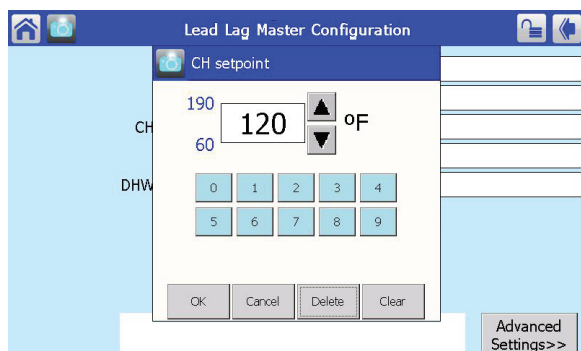 Lead Lag Master Configuration
CH setpoint
190
120
ºF
60
CH
DHW
0 1 2 3 4
5 6 7 8 9
OK Cancel Delete Clear
Advanced
Settings>>